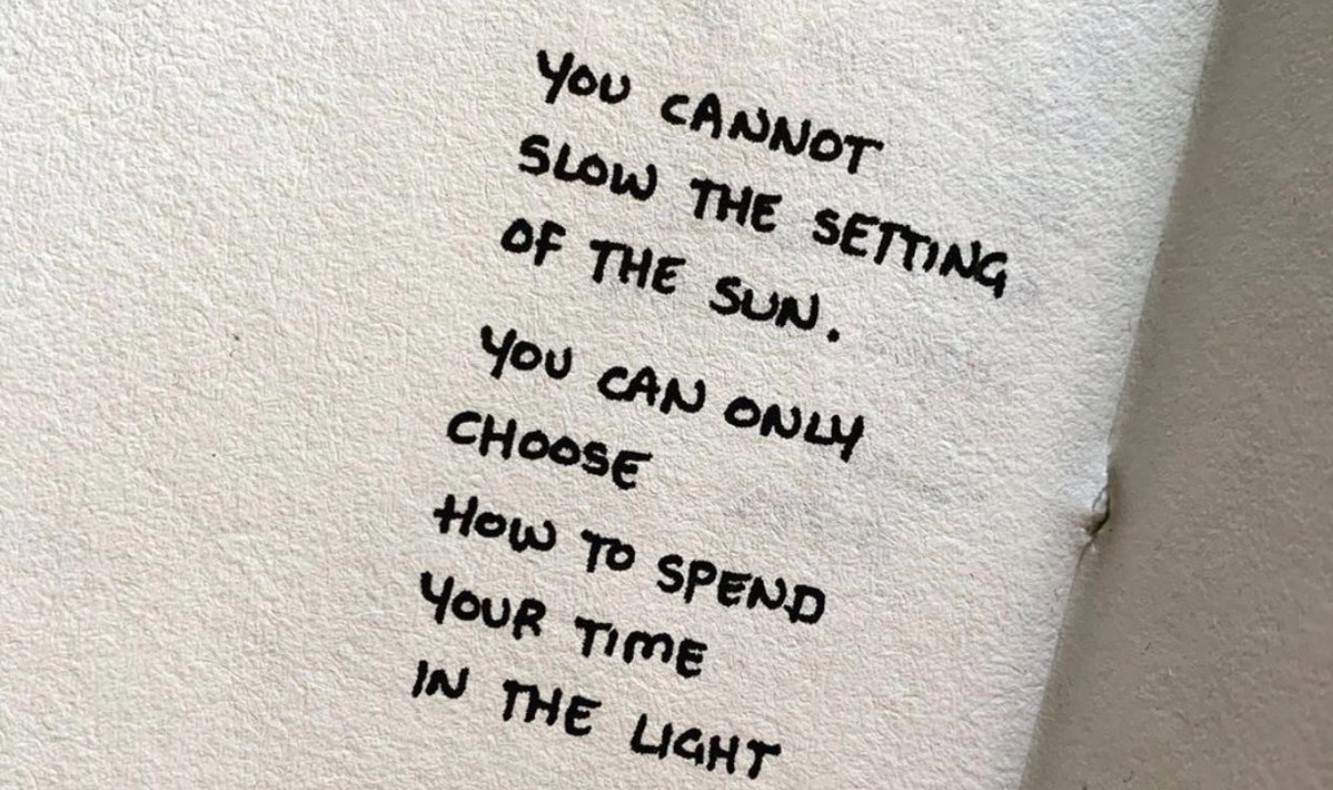 YOU CANNOT
SLOW THE SETTING
OF THE SUN.
YOU CAN ONLY
CHOOSE
HOW TO SPEND
YOUR TIME
IN THE LIGHT